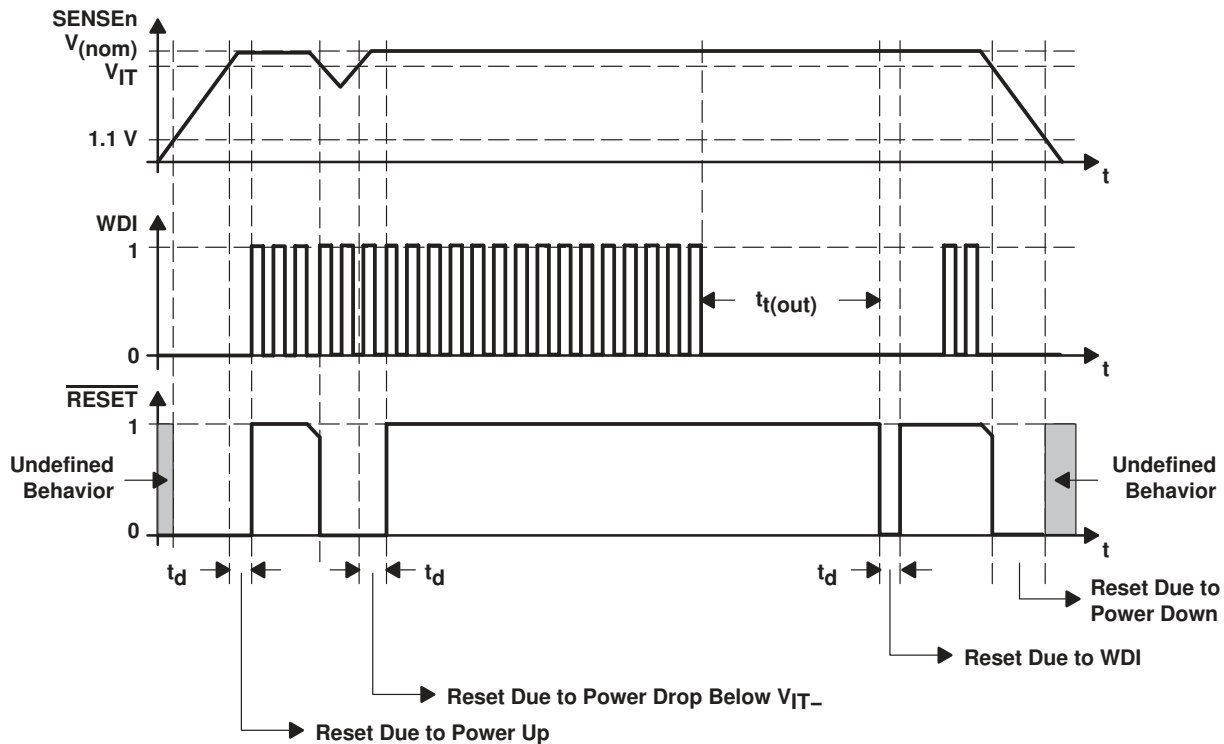 SENSEn
V(nom)
VIT
1.1 V
t
WDI
1
tt(out)
0
t
RESET
1
Undefined
Behavior
Undefined
Behavior
0
t
td
td
td
Reset Due to
Power Down
Reset Due to WDI
Reset Due to Power Drop Below VIT–
Reset Due to Power Up